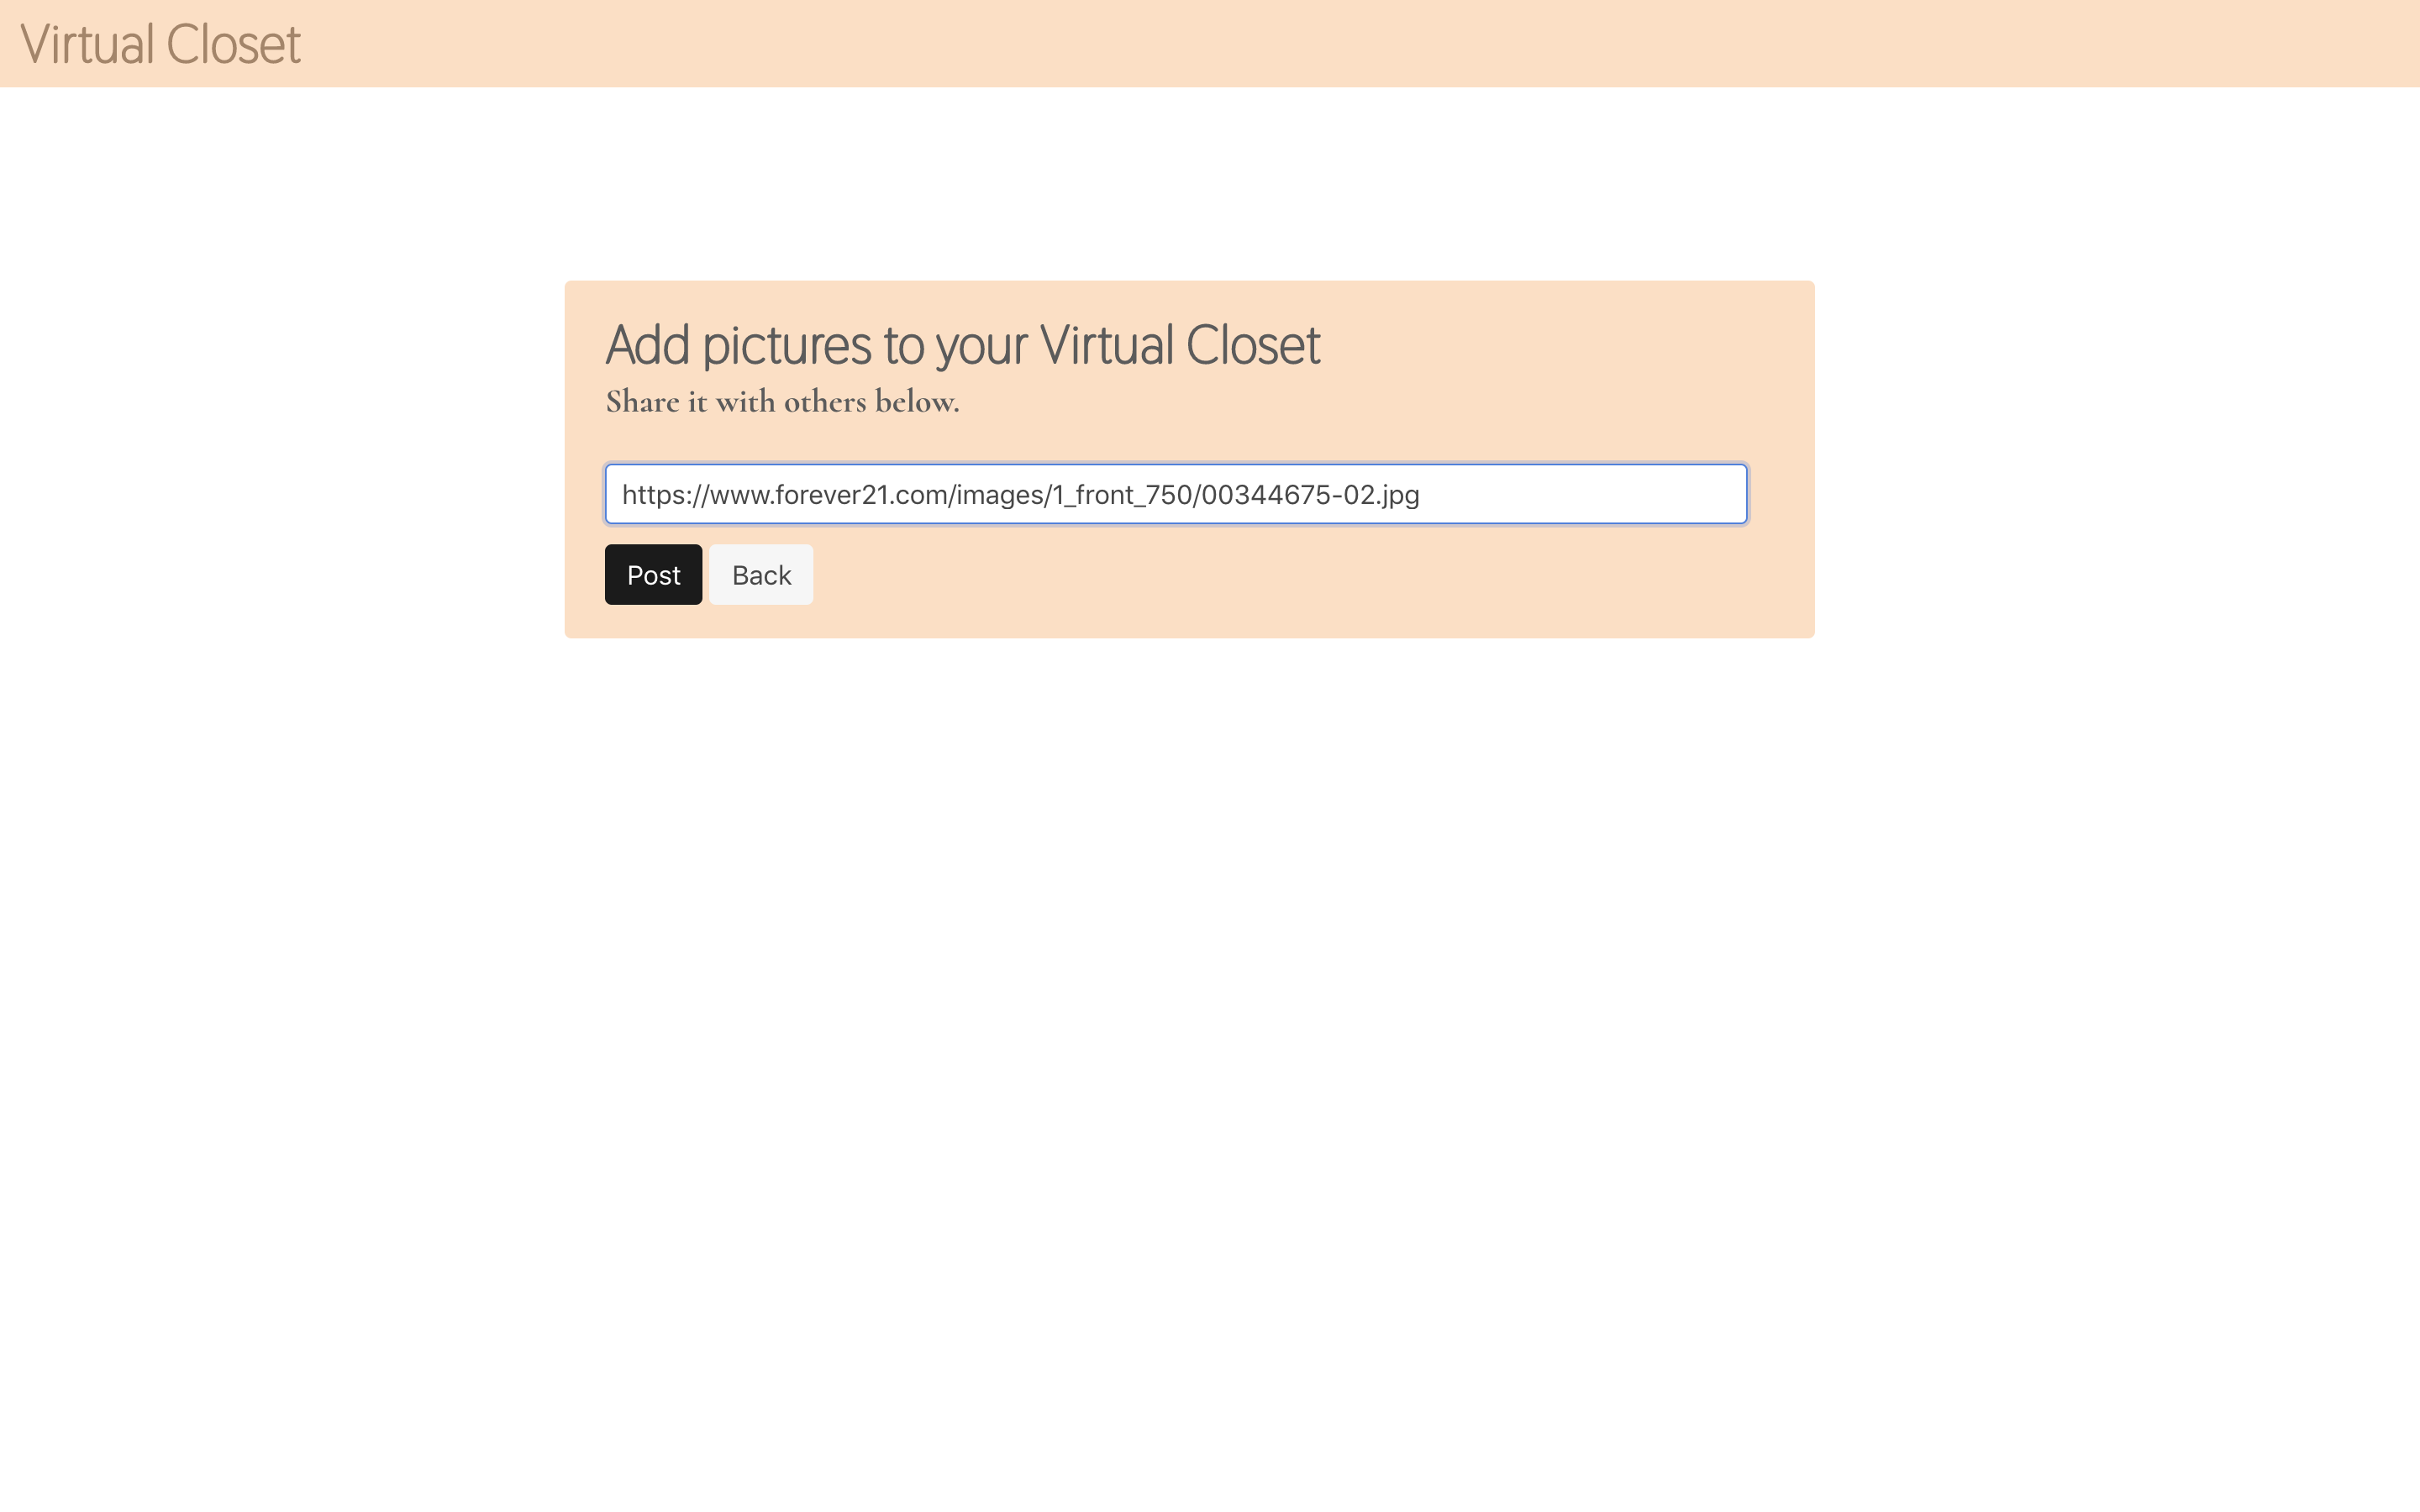 Virtual Closet
Add pictures to your Virtual Closet
Share it with others below.
https://www.forever21.com/images/1_front_750/00344675-02.jpg
Post Back